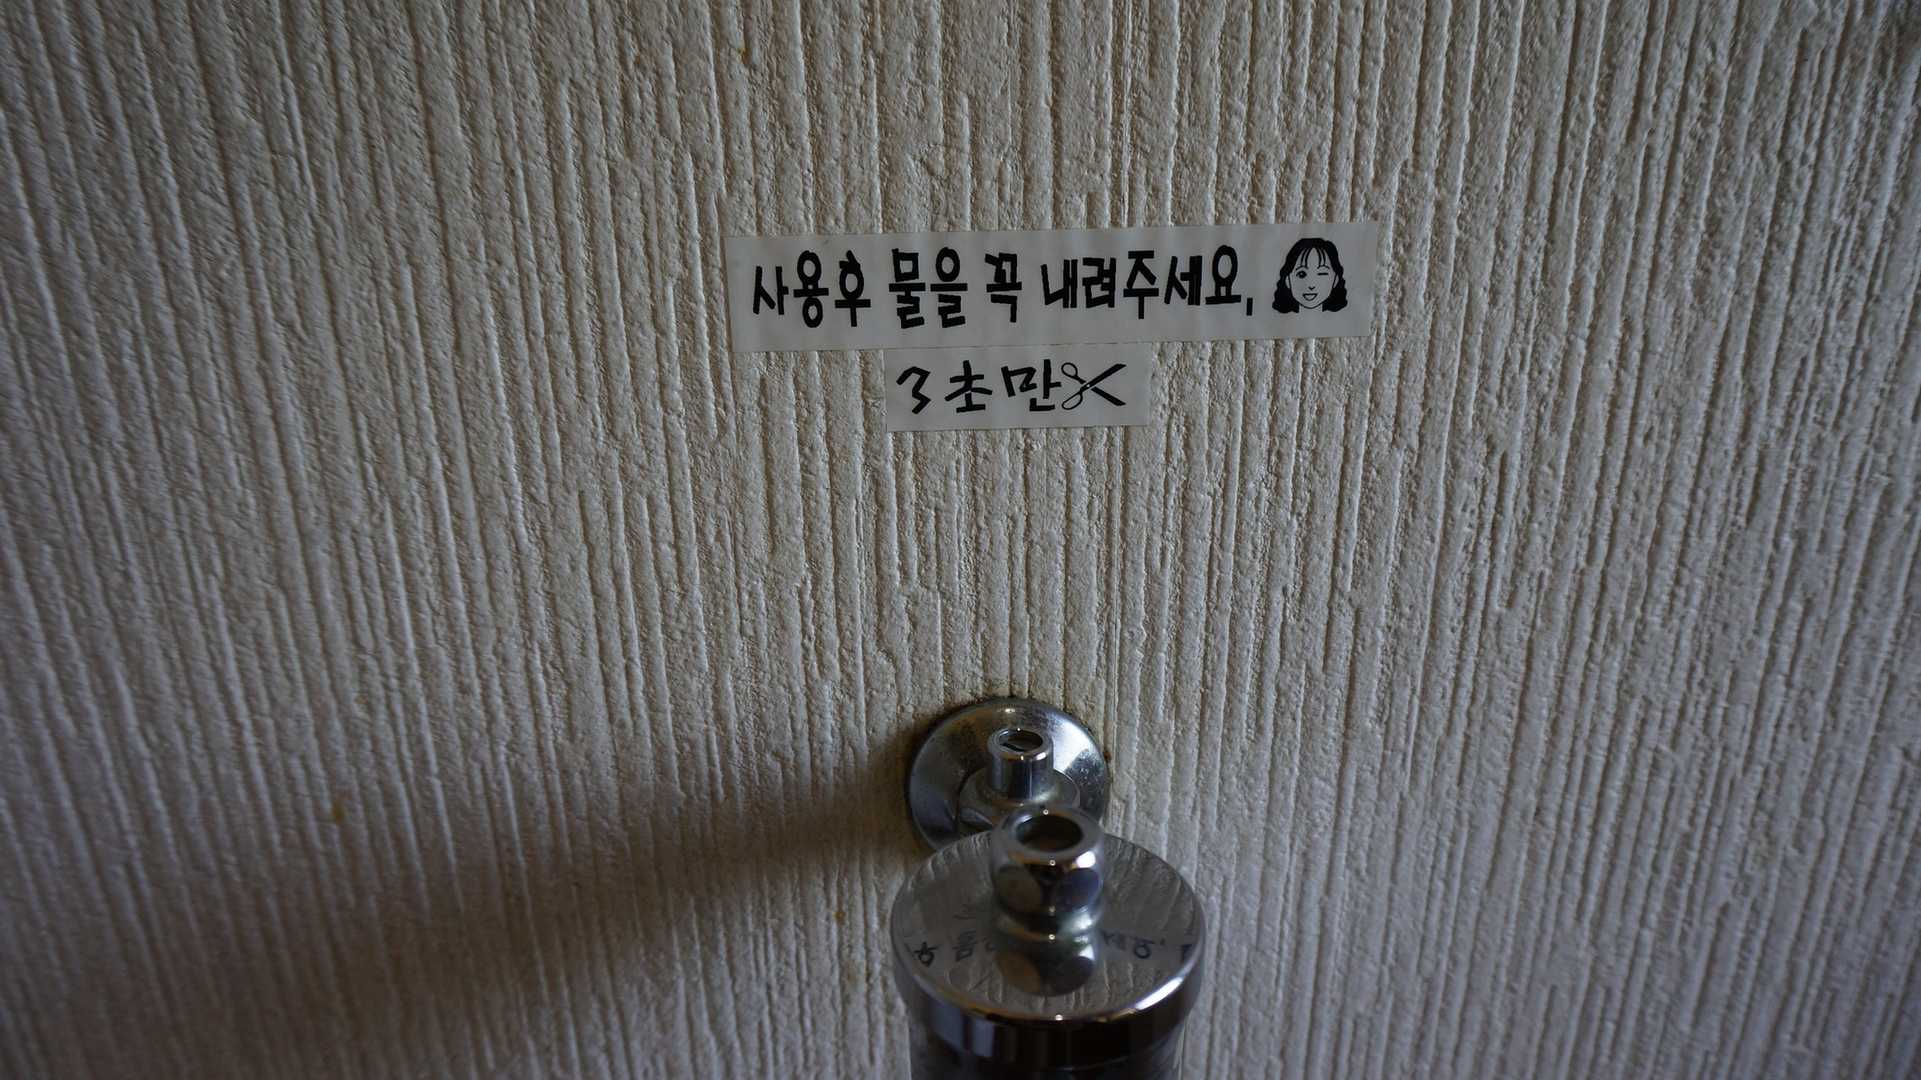 사용후 물을 꼭 내려주세요,
3초만